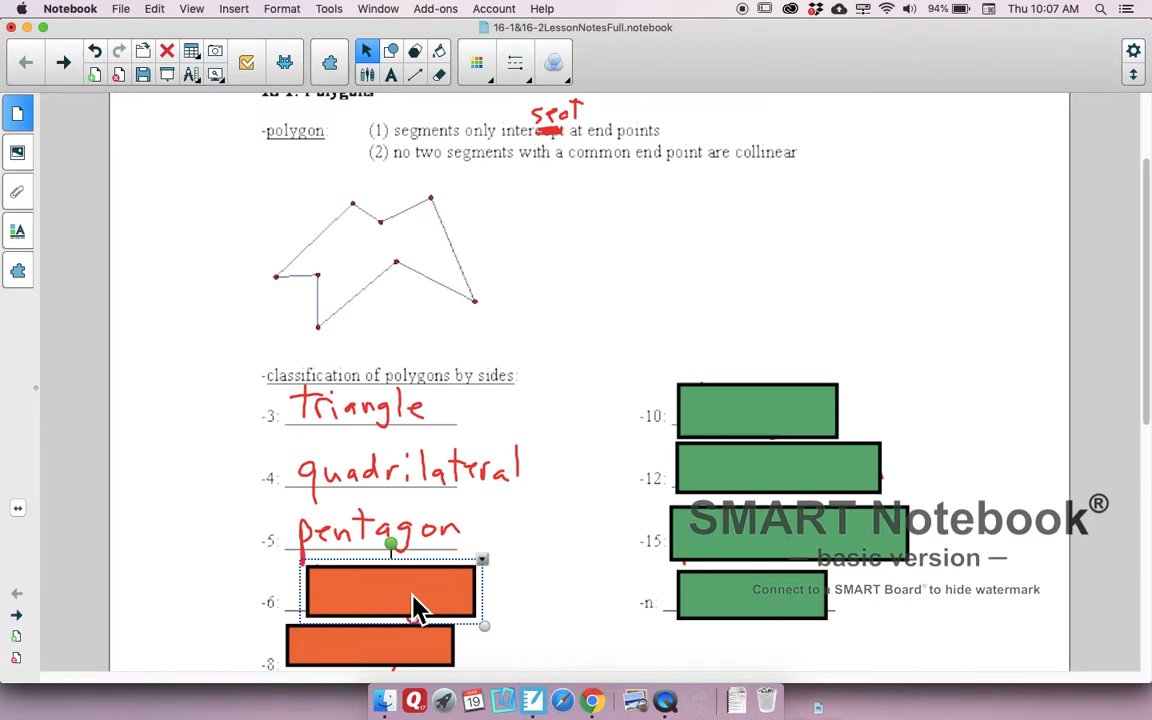 Notebook File Edit View Insert Format Tools Window Add-ons Account Help 94% Thu 10:07 AM
16-1&16-2LessonNotesFull.notebook
sect
-polygon: (1) segments only intercept at end points
(2) no two segments with a common end point are collinear
-classification of polygons by sides:
-3: triangle
-4: quadrilateral
-5: pentagon
-6:
-8:
-10:
-12:
-15:
-n:
SMART Notebook®
— basic version —
Connect to a SMART Board® to hide watermark